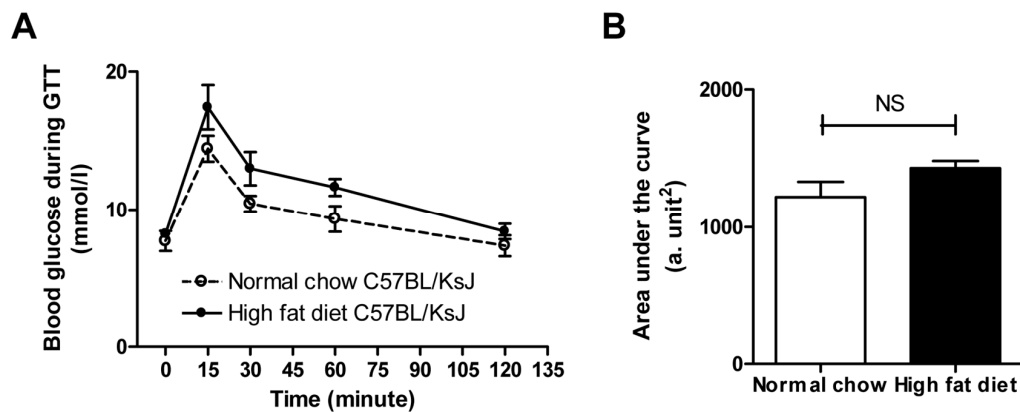 A
Blood glucose during GTT
(mmol/l)
20
10
0
Normal chow C57BL/KsJ
High fat diet C57BL/KsJ
0 15 30 45 60 75 90 105 120 135
Time (minute)
B
Area under the curve
(a. unit²)
2000
1000
0
NS
Normal chow High fat diet